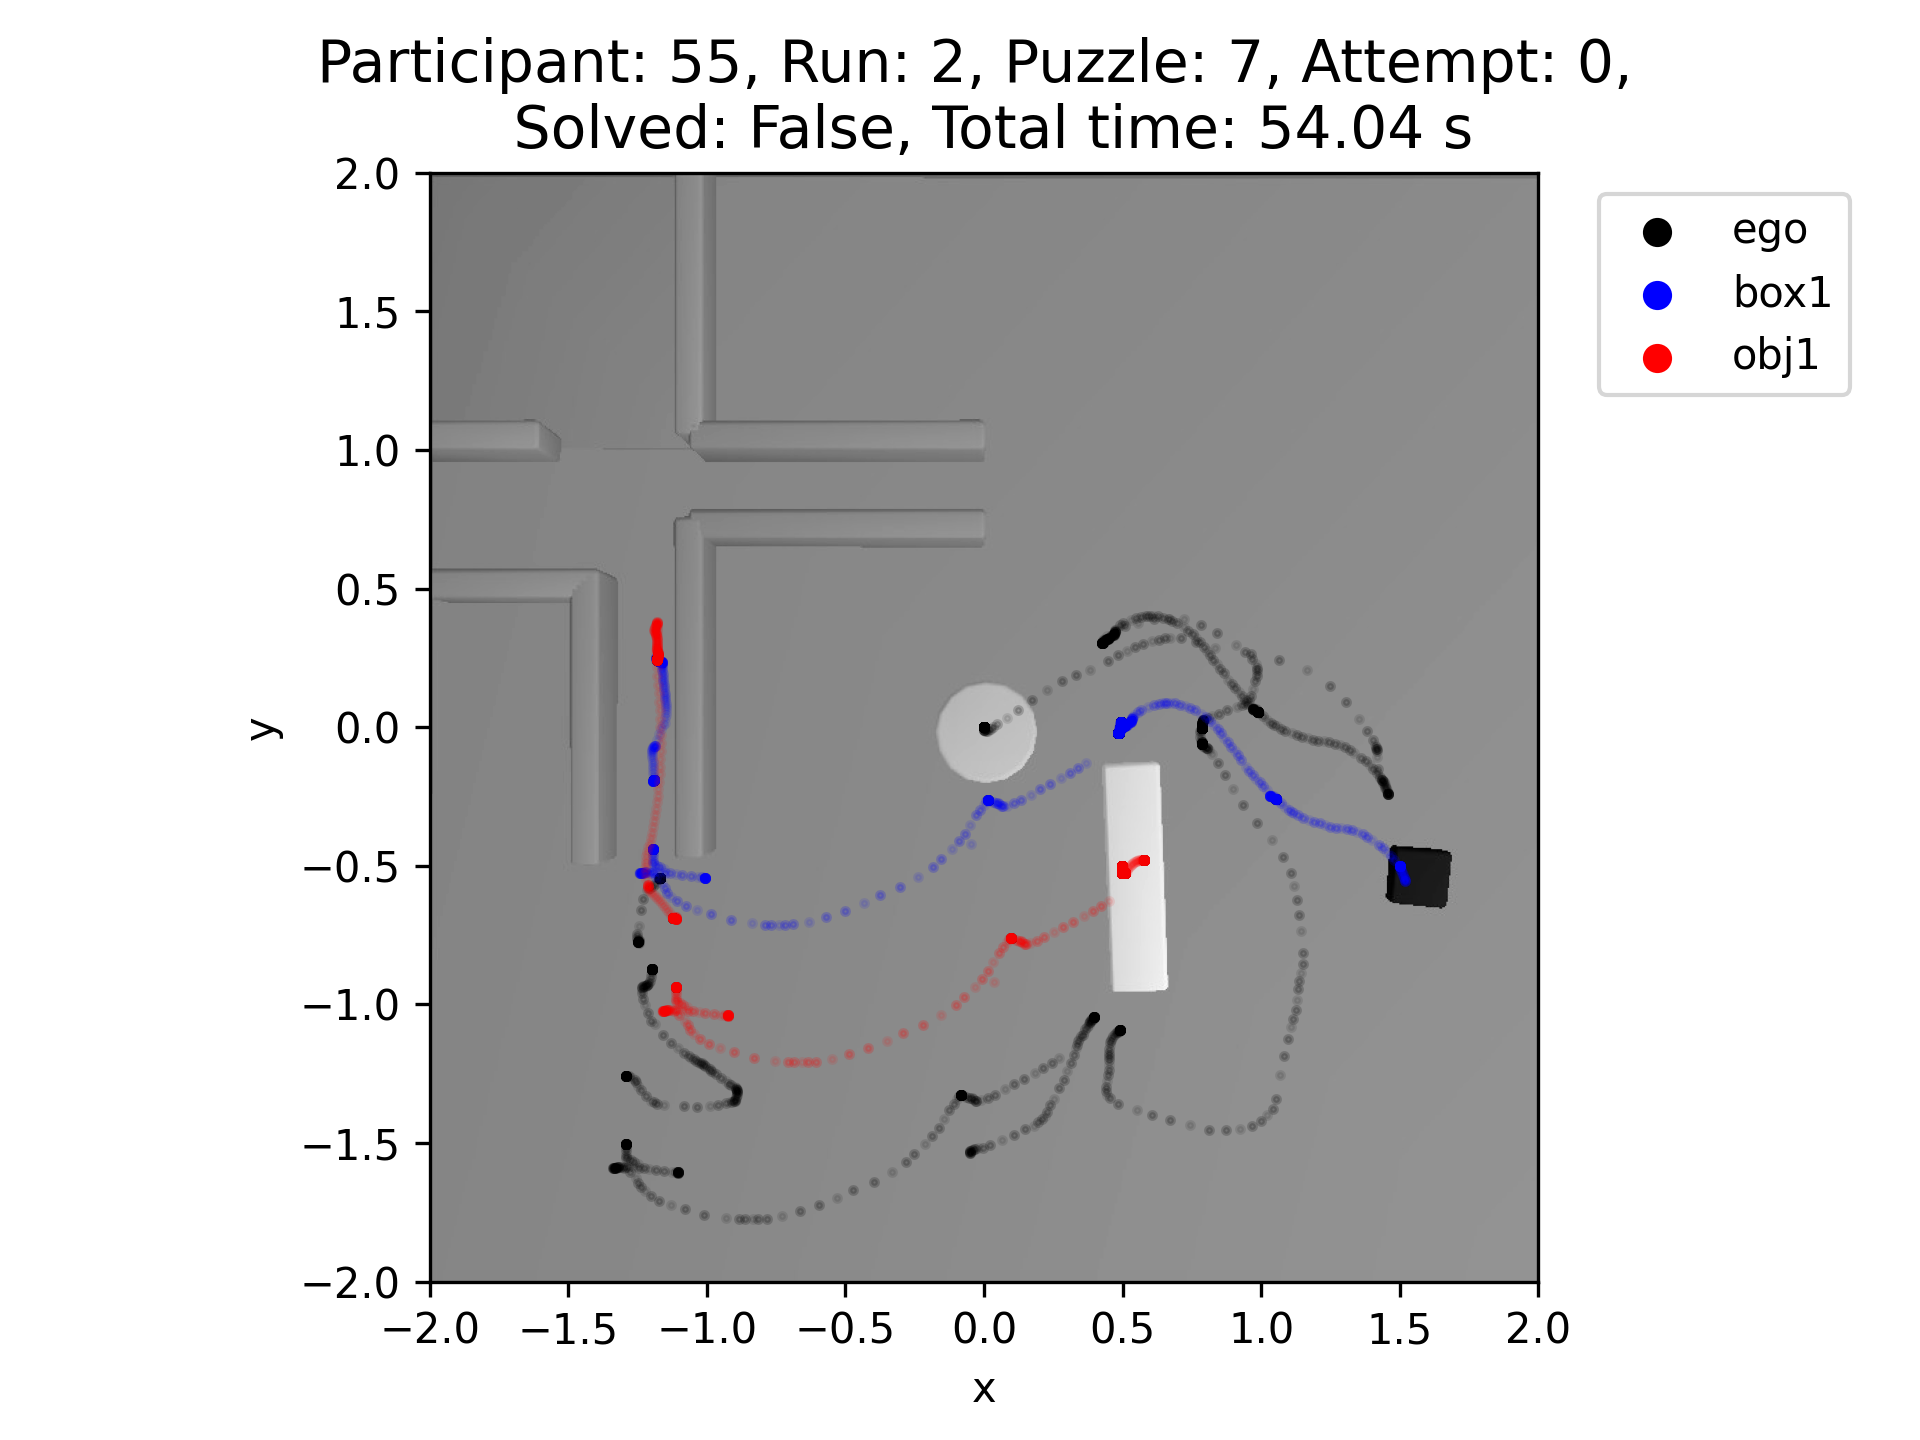 Participant: 55, Run: 2, Puzzle: 7, Attempt: 0,
Solved: False, Total time: 54.04 s
ego
box1
obj1
2.0
1.5
1.0
0.5
0.0
−0.5
−1.0
−1.5
−2.0
y
−2.0 −1.5 −1.0 −0.5 0.0 0.5 1.0 1.5 2.0
x